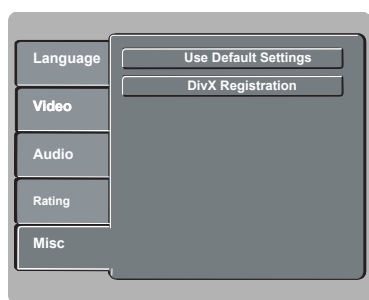 Language
Video
Audio
Rating
Misc
Use Default Settings
DivX Registration